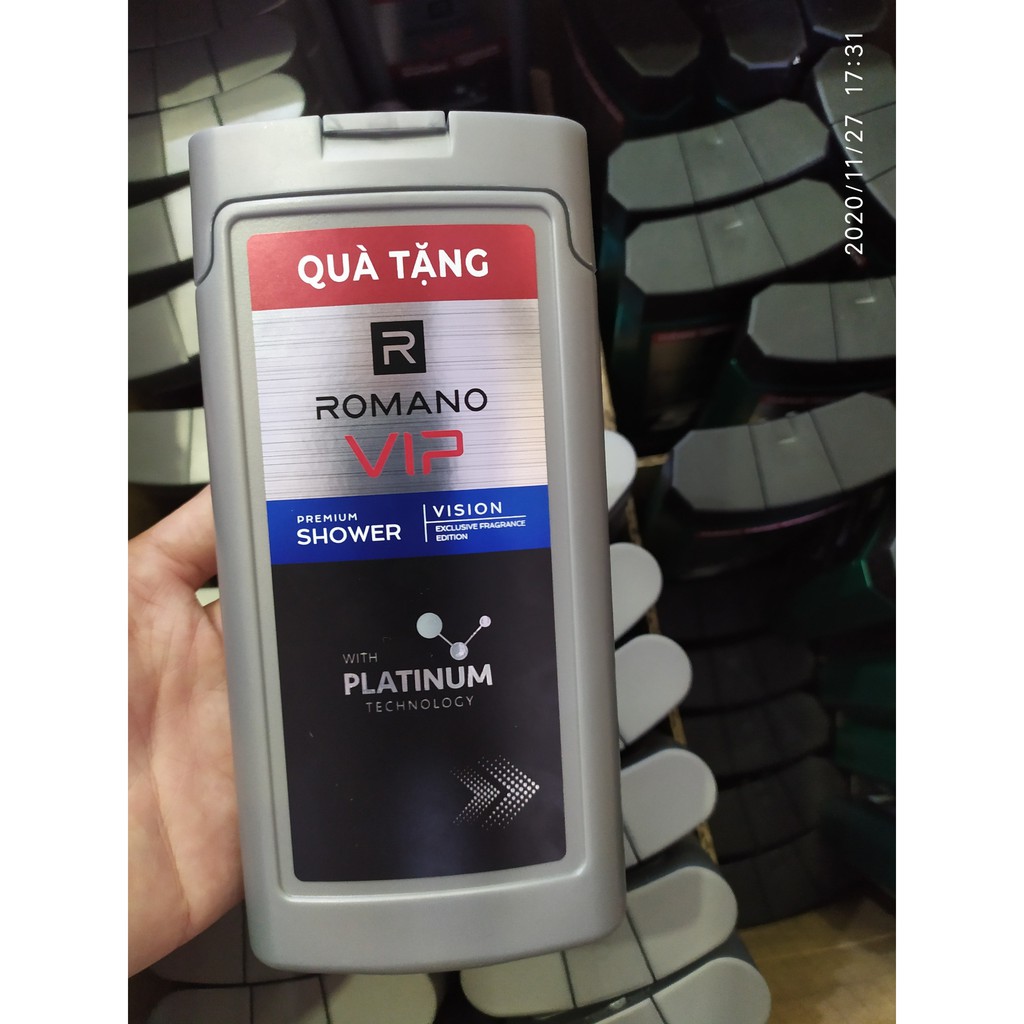 2020/11/27 17:31
QUÀ TẶNG
R
ROMANO
VIP
PREMIUM
SHOWER
VISION
EXCLUSIVE FRAGRANCE
EDITION
WITH
PLATINUM
TECHNOLOGY